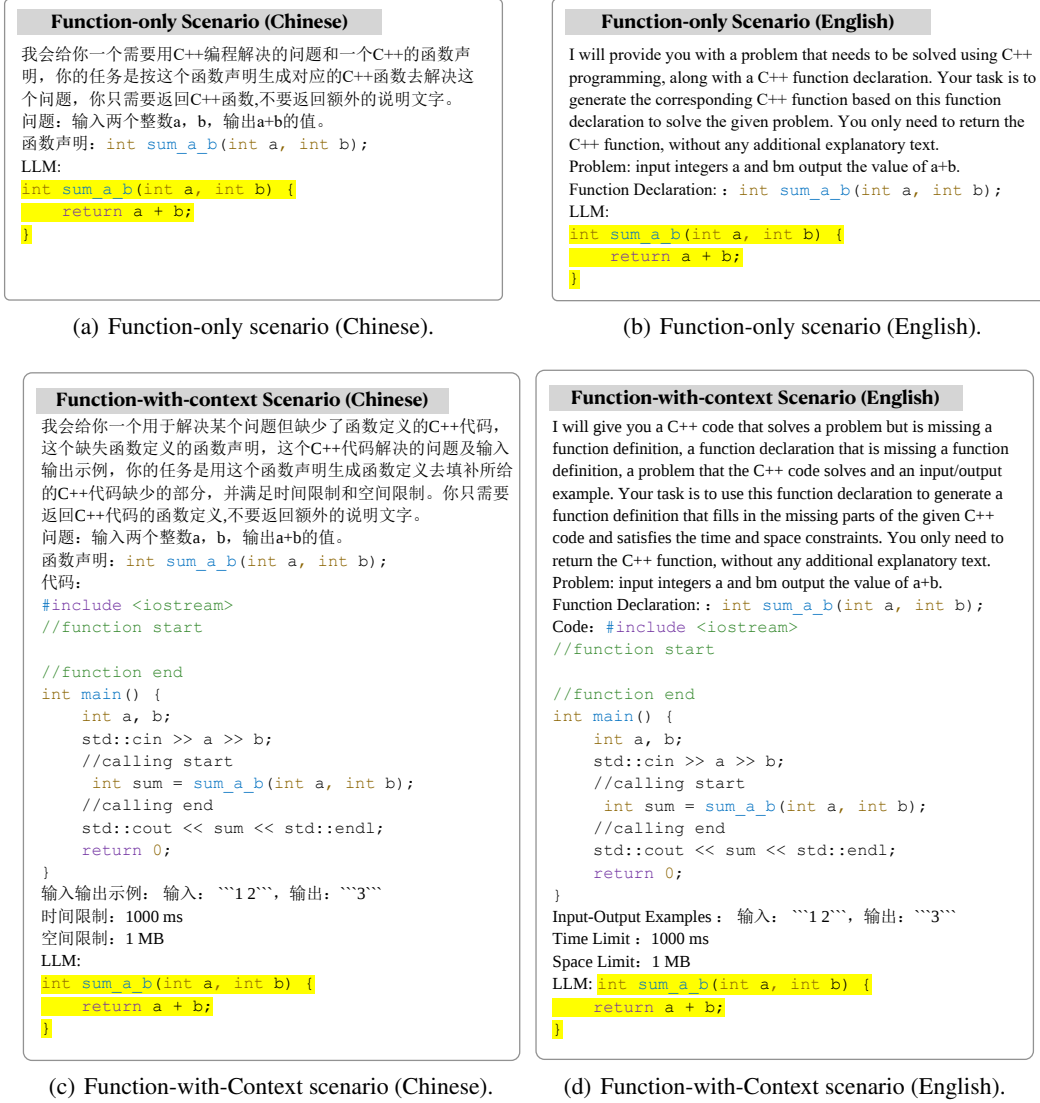 Function-only Scenario (Chinese)
我会给你一个需要用C++编程解决的问题和一个C++的函数声
明，你的任务是按这个函数声明生成对应的C++函数去解决这
个问题，你只需要返回C++函数,不要返回额外的说明文字。
问题：输入两个整数a，b，输出a+b的值。
函数声明：int sum_a_b(int a, int b);
LLM:
int sum_a_b(int a, int b) {
    return a + b;
}
(a) Function-only scenario (Chinese).
Function-only Scenario (English)
I will provide you with a problem that needs to be solved using C++
programming, along with a C++ function declaration. Your task is to
generate the corresponding C++ function based on this function
declaration to solve the given problem. You only need to return the
C++ function, without any additional explanatory text.
Problem: input integers a and bm output the value of a+b.
Function Declaration: : int sum_a_b(int a, int b);
LLM:
int sum_a_b(int a, int b) {
    return a + b;
}
(b) Function-only scenario (English).
Function-with-context Scenario (Chinese)
我会给你一个用于解决某个问题但缺少了函数定义的C++代码，
这个缺失函数定义的函数声明，这个C++代码解决的问题及输入
输出示例，你的任务是用这个函数声明生成函数定义去填补所给
的C++代码缺少的部分，并满足时间限制和空间限制。你只需要
返回C++代码的函数定义,不要返回额外的说明文字。
问题：输入两个整数a，b，输出a+b的值。
函数声明：int sum_a_b(int a, int b);
代码：
#include <iostream>
//function start
//function end
int main() {
    int a, b;
    std::cin >> a >> b;
    //calling start
     int sum = sum_a_b(int a, int b);
    //calling end
    std::cout << sum << std::endl;
    return 0;
}
输入输出示例： 输入： ```1 2```，输出：```3```
时间限制：1000 ms
空间限制：1 MB
LLM:
int sum_a_b(int a, int b) {
    return a + b;
}
(c) Function-with-Context scenario (Chinese).
Function-with-context Scenario (English)
I will give you a C++ code that solves a problem but is missing a
function definition, a function declaration that is missing a function
definition, a problem that the C++ code solves and an input/output
example. Your task is to use this function declaration to generate a
function definition that fills in the missing parts of the given C++
code and satisfies the time and space constraints. You only need to
return the C++ function, without any additional explanatory text.
Problem: input integers a and bm output the value of a+b.
Function Declaration: : int sum_a_b(int a, int b);
Code: #include <iostream>
//function start
//function end
int main() {
    int a, b;
    std::cin >> a >> b;
    //calling start
     int sum = sum_a_b(int a, int b);
    //calling end
    std::cout << sum << std::endl;
    return 0;
}
Input-Output Examples： 输入： ```1 2```，输出：```3```
Time Limit：1000 ms
Space Limit：1 MB
LLM: int sum_a_b(int a, int b) {
    return a + b;
}
(d) Function-with-Context scenario (English).